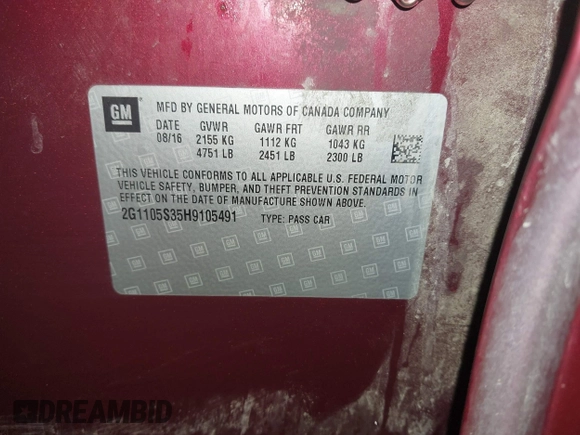 GM
MFD BY GENERAL MOTORS OF CANADA COMPANY
DATE GVWR GAWR FRT GAWR RR
08/16 2155 KG 1112 KG 1043 KG
4751 LB 2451 LB 2300 LB
THIS VEHICLE CONFORMS TO ALL APPLICABLE U.S. FEDERAL MOTOR
VEHICLE SAFETY, BUMPER, AND THEFT PREVENTION STANDARDS IN
EFFECT ON THE DATE OF MANUFACTURE SHOWN ABOVE.
2G1105S35H9105491 TYPE: PASS CAR
DREAMBID